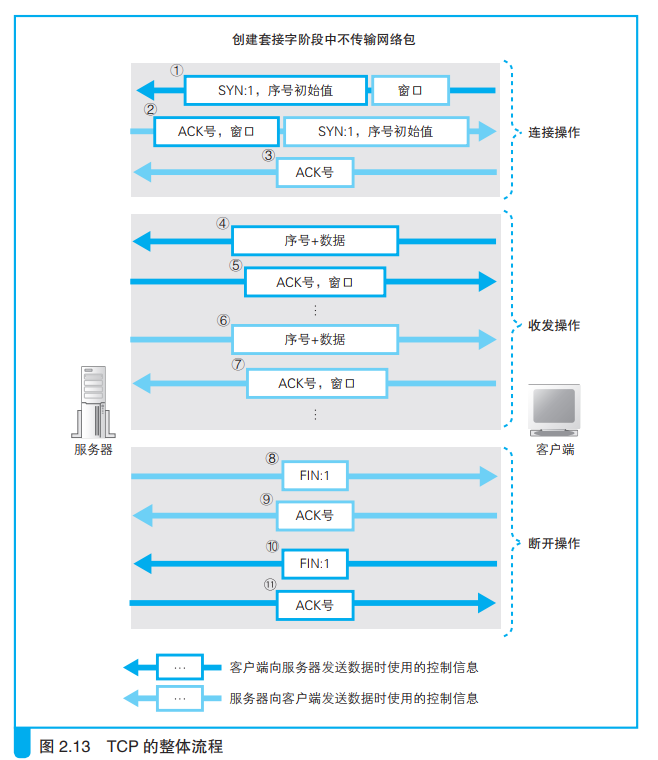 创建套接字阶段中不传输网络包
①
SYN:1，序号初始值
窗口
②
ACK号，窗口
SYN:1，序号初始值
③
ACK号
连接操作
④
序号+数据
⑤
ACK号，窗口
…
⑥
序号+数据
⑦
ACK号，窗口
…
收发操作
服务器
客户端
⑧
FIN:1
⑨
ACK号
⑩
FIN:1
⑪
ACK号
断开操作
… 客户端向服务器发送数据时使用的控制信息
… 服务器向客户端发送数据时使用的控制信息
图 2.13 TCP 的整体流程